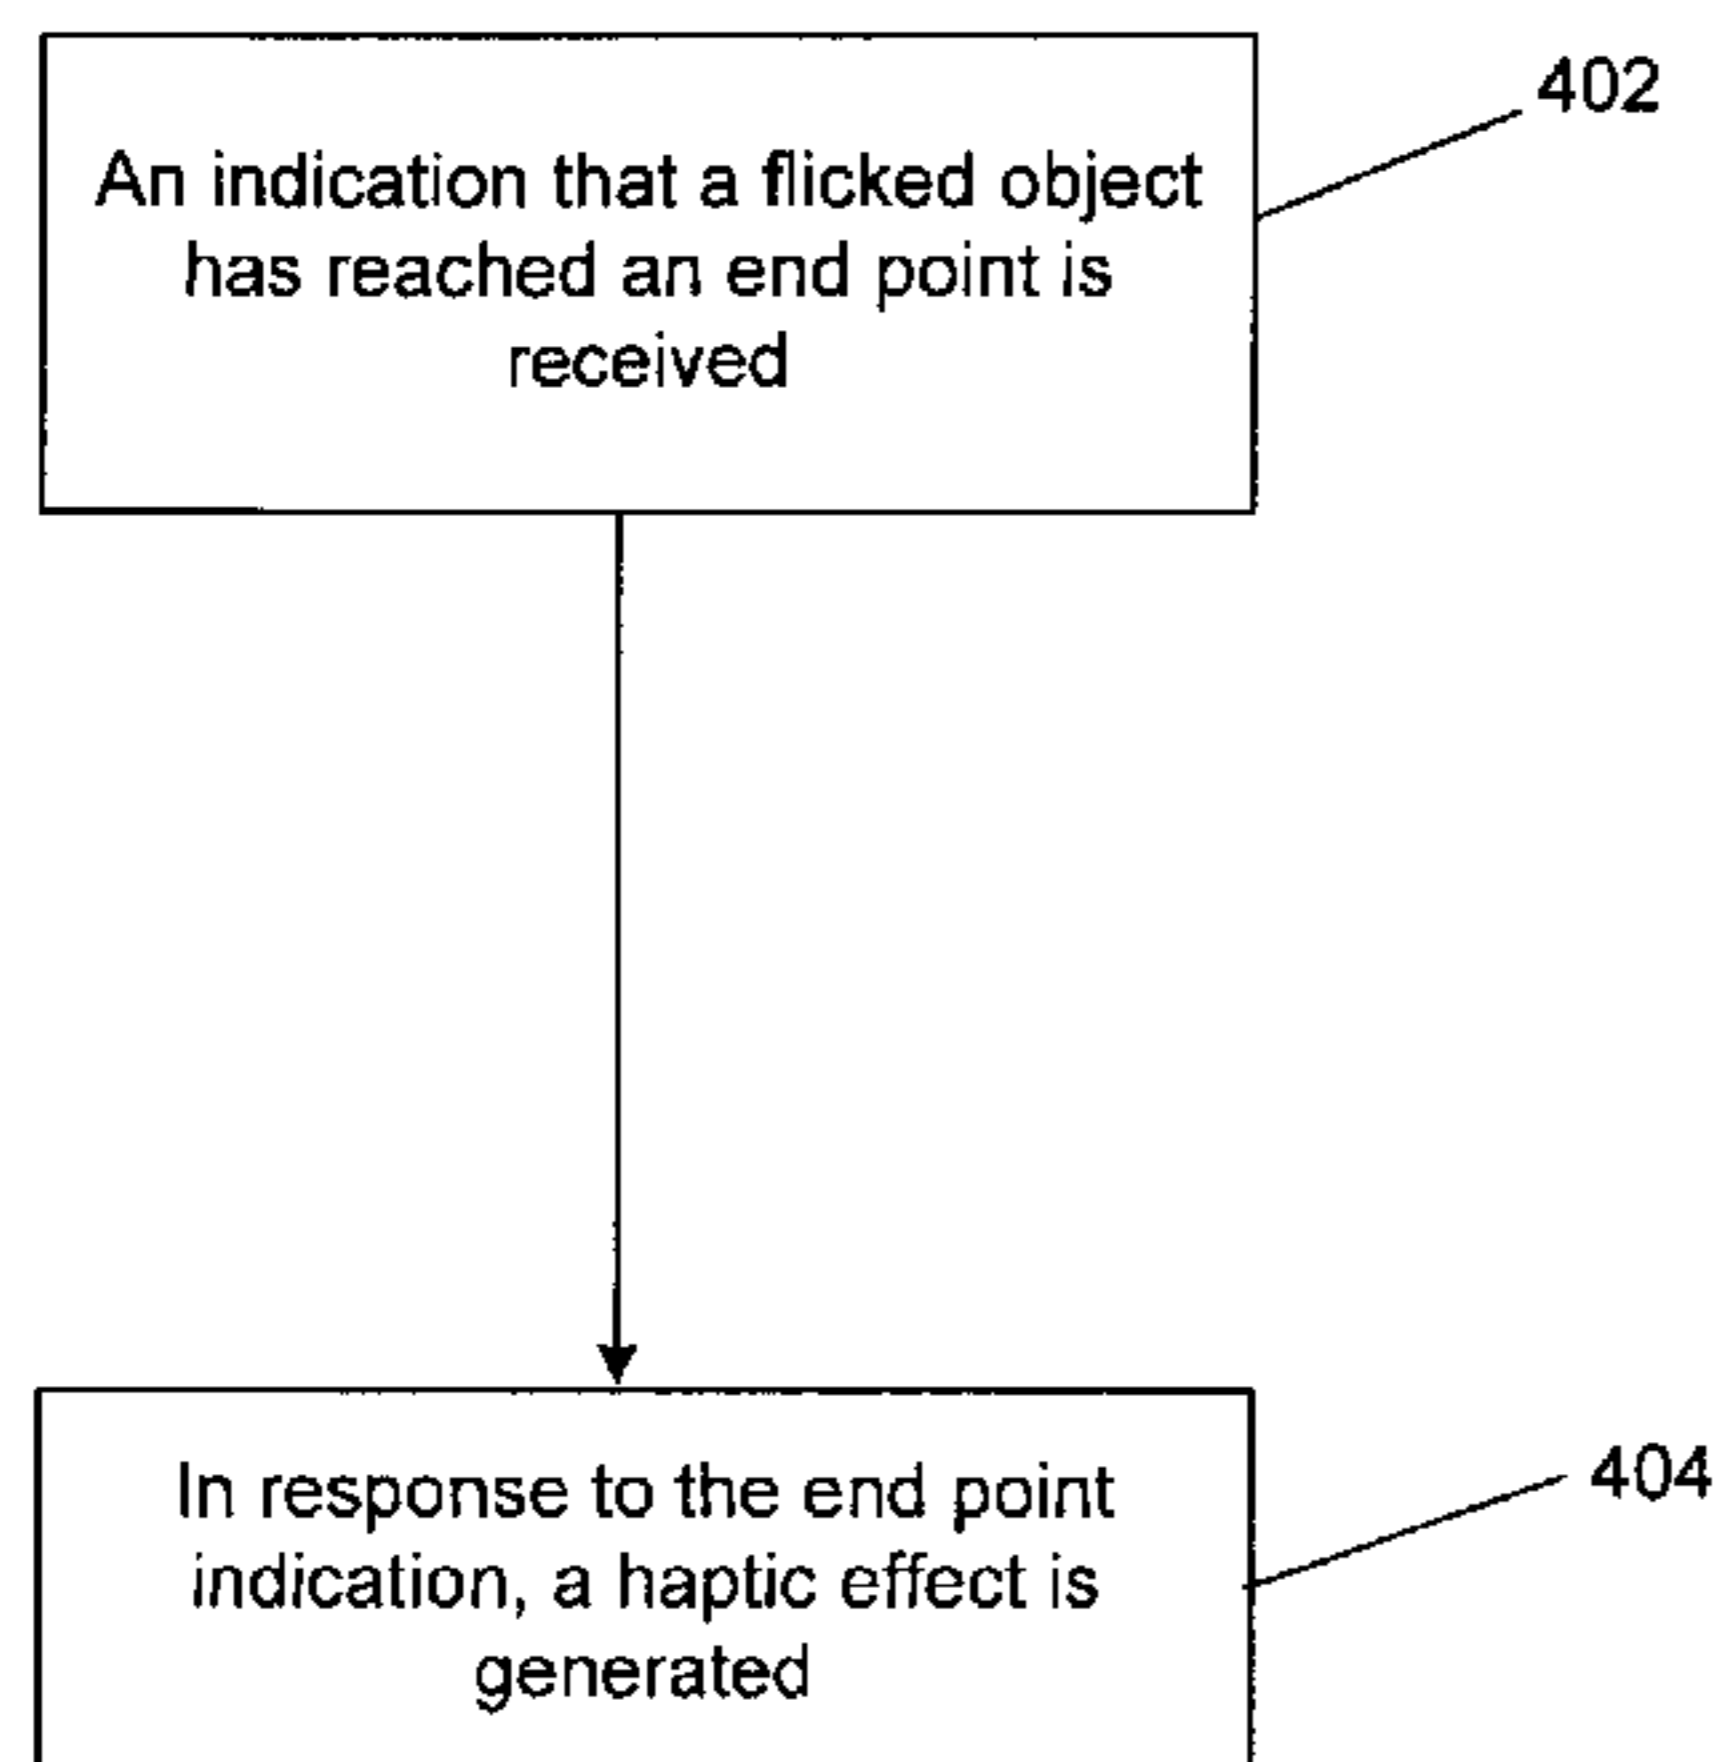 402
An indication that a flicked object
has reached an end point is
received
In response to the end point
indication, a haptic effect is
generated
404